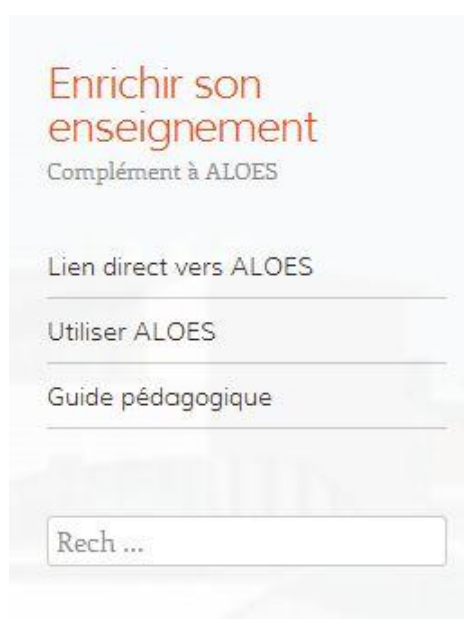 Enrichir son
enseignement
Complément à ALOES
Lien direct vers ALOES
Utiliser ALOES
Guide pédagogique
Rech ...